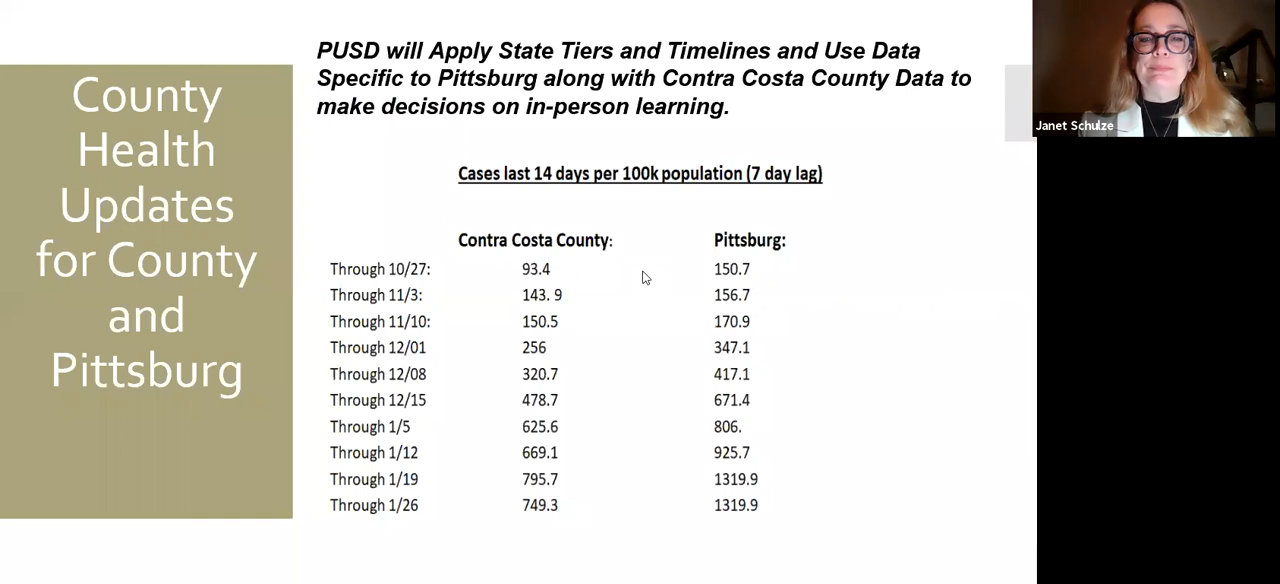 County
Health
Updates
for County
and
Pittsburg
PUSD will Apply State Tiers and Timelines and Use Data
Specific to Pittsburg along with Contra Costa County Data to
make decisions on in-person learning.
Cases last 14 days per 100k population (7 day lag)
Contra Costa County: Pittsburg:
Through 10/27: 93.4 150.7
Through 11/3: 143. 9 156.7
Through 11/10: 150.5 170.9
Through 12/01 256 347.1
Through 12/08 320.7 417.1
Through 12/15 478.7 671.4
Through 1/5 625.6 806.
Through 1/12 669.1 925.7
Through 1/19 795.7 1319.9
Through 1/26 749.3 1319.9
Janet Schulze